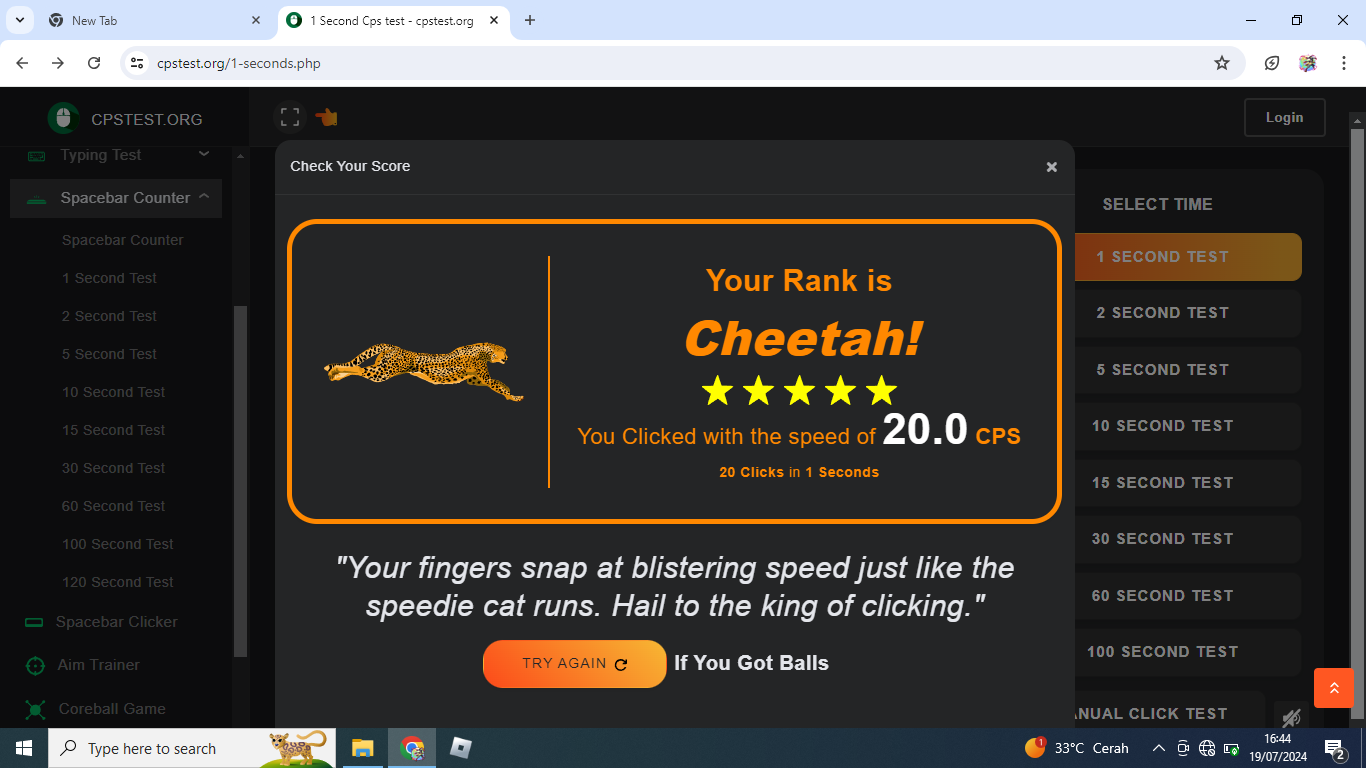 New Tab
1 Second Cps test - cpstest.org
cpstest.org/1-seconds.php
CPSTEST.ORG
Login
Typing Test
Spacebar Counter
Spacebar Counter
1 Second Test
2 Second Test
5 Second Test
10 Second Test
15 Second Test
30 Second Test
60 Second Test
100 Second Test
120 Second Test
Spacebar Clicker
Aim Trainer
Coreball Game
Check Your Score
Your Rank is
Cheetah!
You Clicked with the speed of 20.0 CPS
20 Clicks in 1 Seconds
"Your fingers snap at blistering speed just like the
speedie cat runs. Hail to the king of clicking."
TRY AGAIN If You Got Balls
SELECT TIME
1 SECOND TEST
2 SECOND TEST
5 SECOND TEST
10 SECOND TEST
15 SECOND TEST
30 SECOND TEST
60 SECOND TEST
100 SECOND TEST
ANUAL CLICK TEST
Type here to search
1
33°C Cerah
16:44
19/07/2024
2